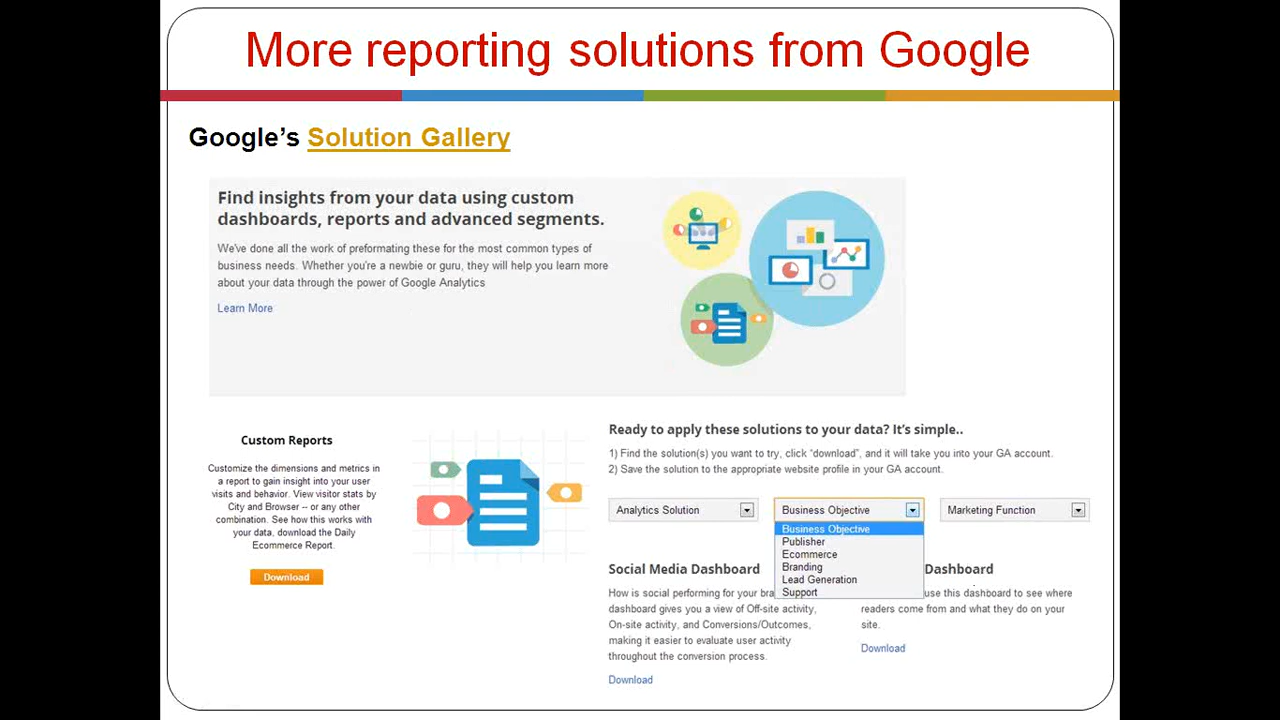 More reporting solutions from Google
Google's Solution Gallery
Find insights from your data using custom
dashboards, reports and advanced segments.
We've done all the work of preformating these for the most common types of
business needs. Whether you're a newbie or guru, they will help you learn more
about your data through the power of Google Analytics
Learn More
Custom Reports
Customize the dimensions and metrics in
a report to gain insight into your user
visits and behavior. View visitor stats by
City and Browser -- or any other
combination. See how this works with
your data, download the Daily
Ecommerce Report.
Download
Ready to apply these solutions to your data? It's simple..
1) Find the solution(s) you want to try, click "download", and it will take you into your GA account.
2) Save the solution to the appropriate website profile in your GA account.
Analytics Solution
Business Objective
Marketing Function
Business Objective
Publisher
Ecommerce
Branding
Lead Generation
Support
Social Media Dashboard
How is social performing for your
dashboard gives you a view of Off-site activity,
On-site activity, and Conversions/Outcomes,
making it easier to evaluate user activity
throughout the conversion process.
Download
Dashboard
use this dashboard to see where
readers come from and what they do on your
site.
Download